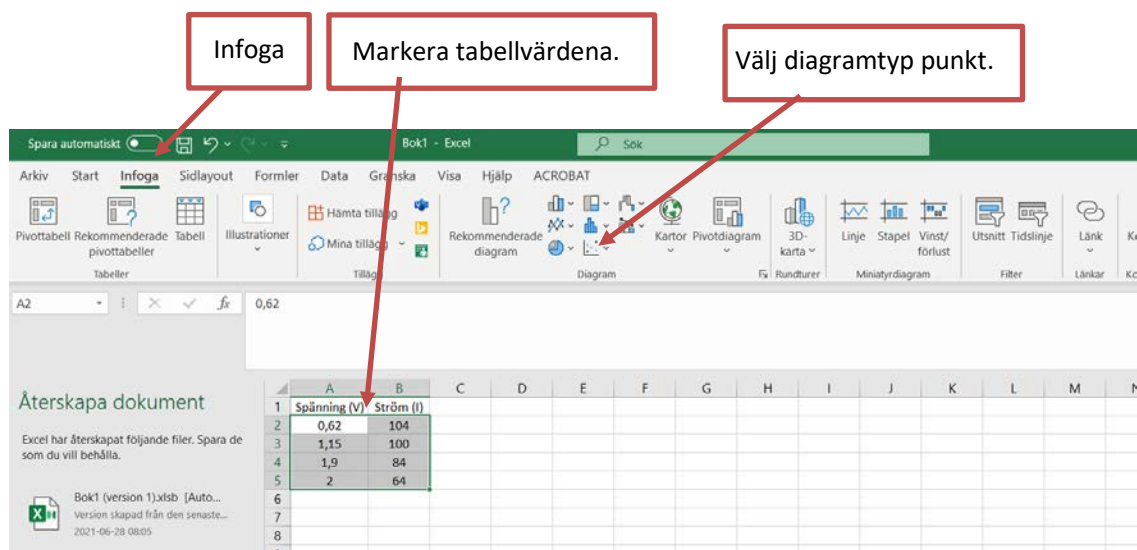 Infoga
Markera tabellvärdena.
Välj diagramtyp punkt.
Spara automatiskt
Bok1 - Excel
Sök
Arkiv Start Infoga Sidlayout Formler Data Granska Visa Hjälp ACROBAT
Pivottabell Rekommenderade pivottabeller Tabell
Illustrationer
Hämta tillägg
Mina tillägg
Rekommenderade diagram
Kartor Pivotdiagram
3D-karta
Linje Stapel Vinst/förlust
Utsnitt Tidslinje
Länk
Tabeller Tillägg Diagram Rundturer Miniatyrdiagram Filter Länkar
A2 fx 0,62
Återskapa dokument
Excel har återskapat följande filer. Spara de
som du vill behålla.
Bok1 (version 1).xlsb [Auto...
Version skapad från den senaste...
2021-06-28 08:05
A B C D E F G H I J K L M N
1 Spänning (V) Ström (I)
2 0,62 104
3 1,15 100
4 1,9 84
5 2 64
6
7
8